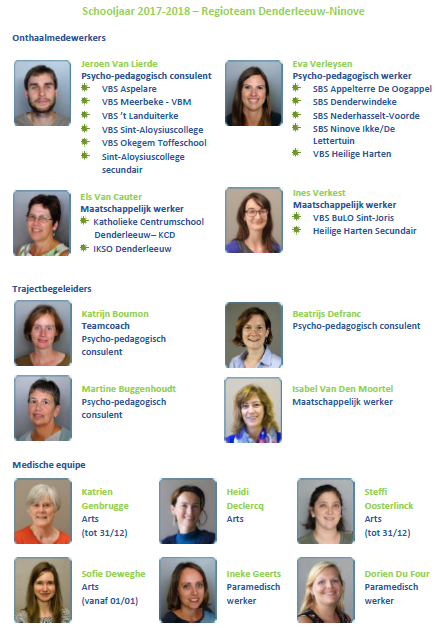 Schooljaar 2017-2018 – Regioteam Denderleeuw-Ninove
Onthaalmedewerkers
Jeroen Van Lierde
Psycho-pedagogisch consulent
VBS Aspelare
VBS Meerbeke - VBM
VBS 't Landuiterke
VBS Sint-Aloysiuscollege
VBS Okegem Toffeschool
Sint-Aloysiuscollege
secundair
Eva Verleysen
Psycho-pedagogisch werker
SBS Appelterre De Oogappel
SBS Denderwindeke
SBS Nederhasselt-Voorde
SBS Ninove Ikke/De
Lettertuin
VBS Heilige Harten
Els Van Cauter
Maatschappelijk werker
Katholieke Centrumschool
Denderleeuw– KCD
IKSO Denderleeuw
Ines Verkest
Maatschappelijk werker
VBS BuLO Sint-Joris
Heilige Harten Secundair
Trajectbegeleiders
Katrijn Boumon
Teamcoach
Psycho-pedagogisch
consulent
Beatrijs Defranc
Psycho-pedagogisch consulent
Martine Buggenhoudt
Psycho-pedagogisch
consulent
Isabel Van Den Moortel
Maatschappelijk werker
Medische equipe
Katrien
Genbrugge
Arts
(tot 31/12)
Heidi
Declercq
Arts
Steffi
Oosterlinck
Arts
(tot 31/12)
Sofie Deweghe
Arts
(vanaf 01/01)
Ineke Geerts
Paramedisch
werker
Dorien Du Four
Paramedisch
werker